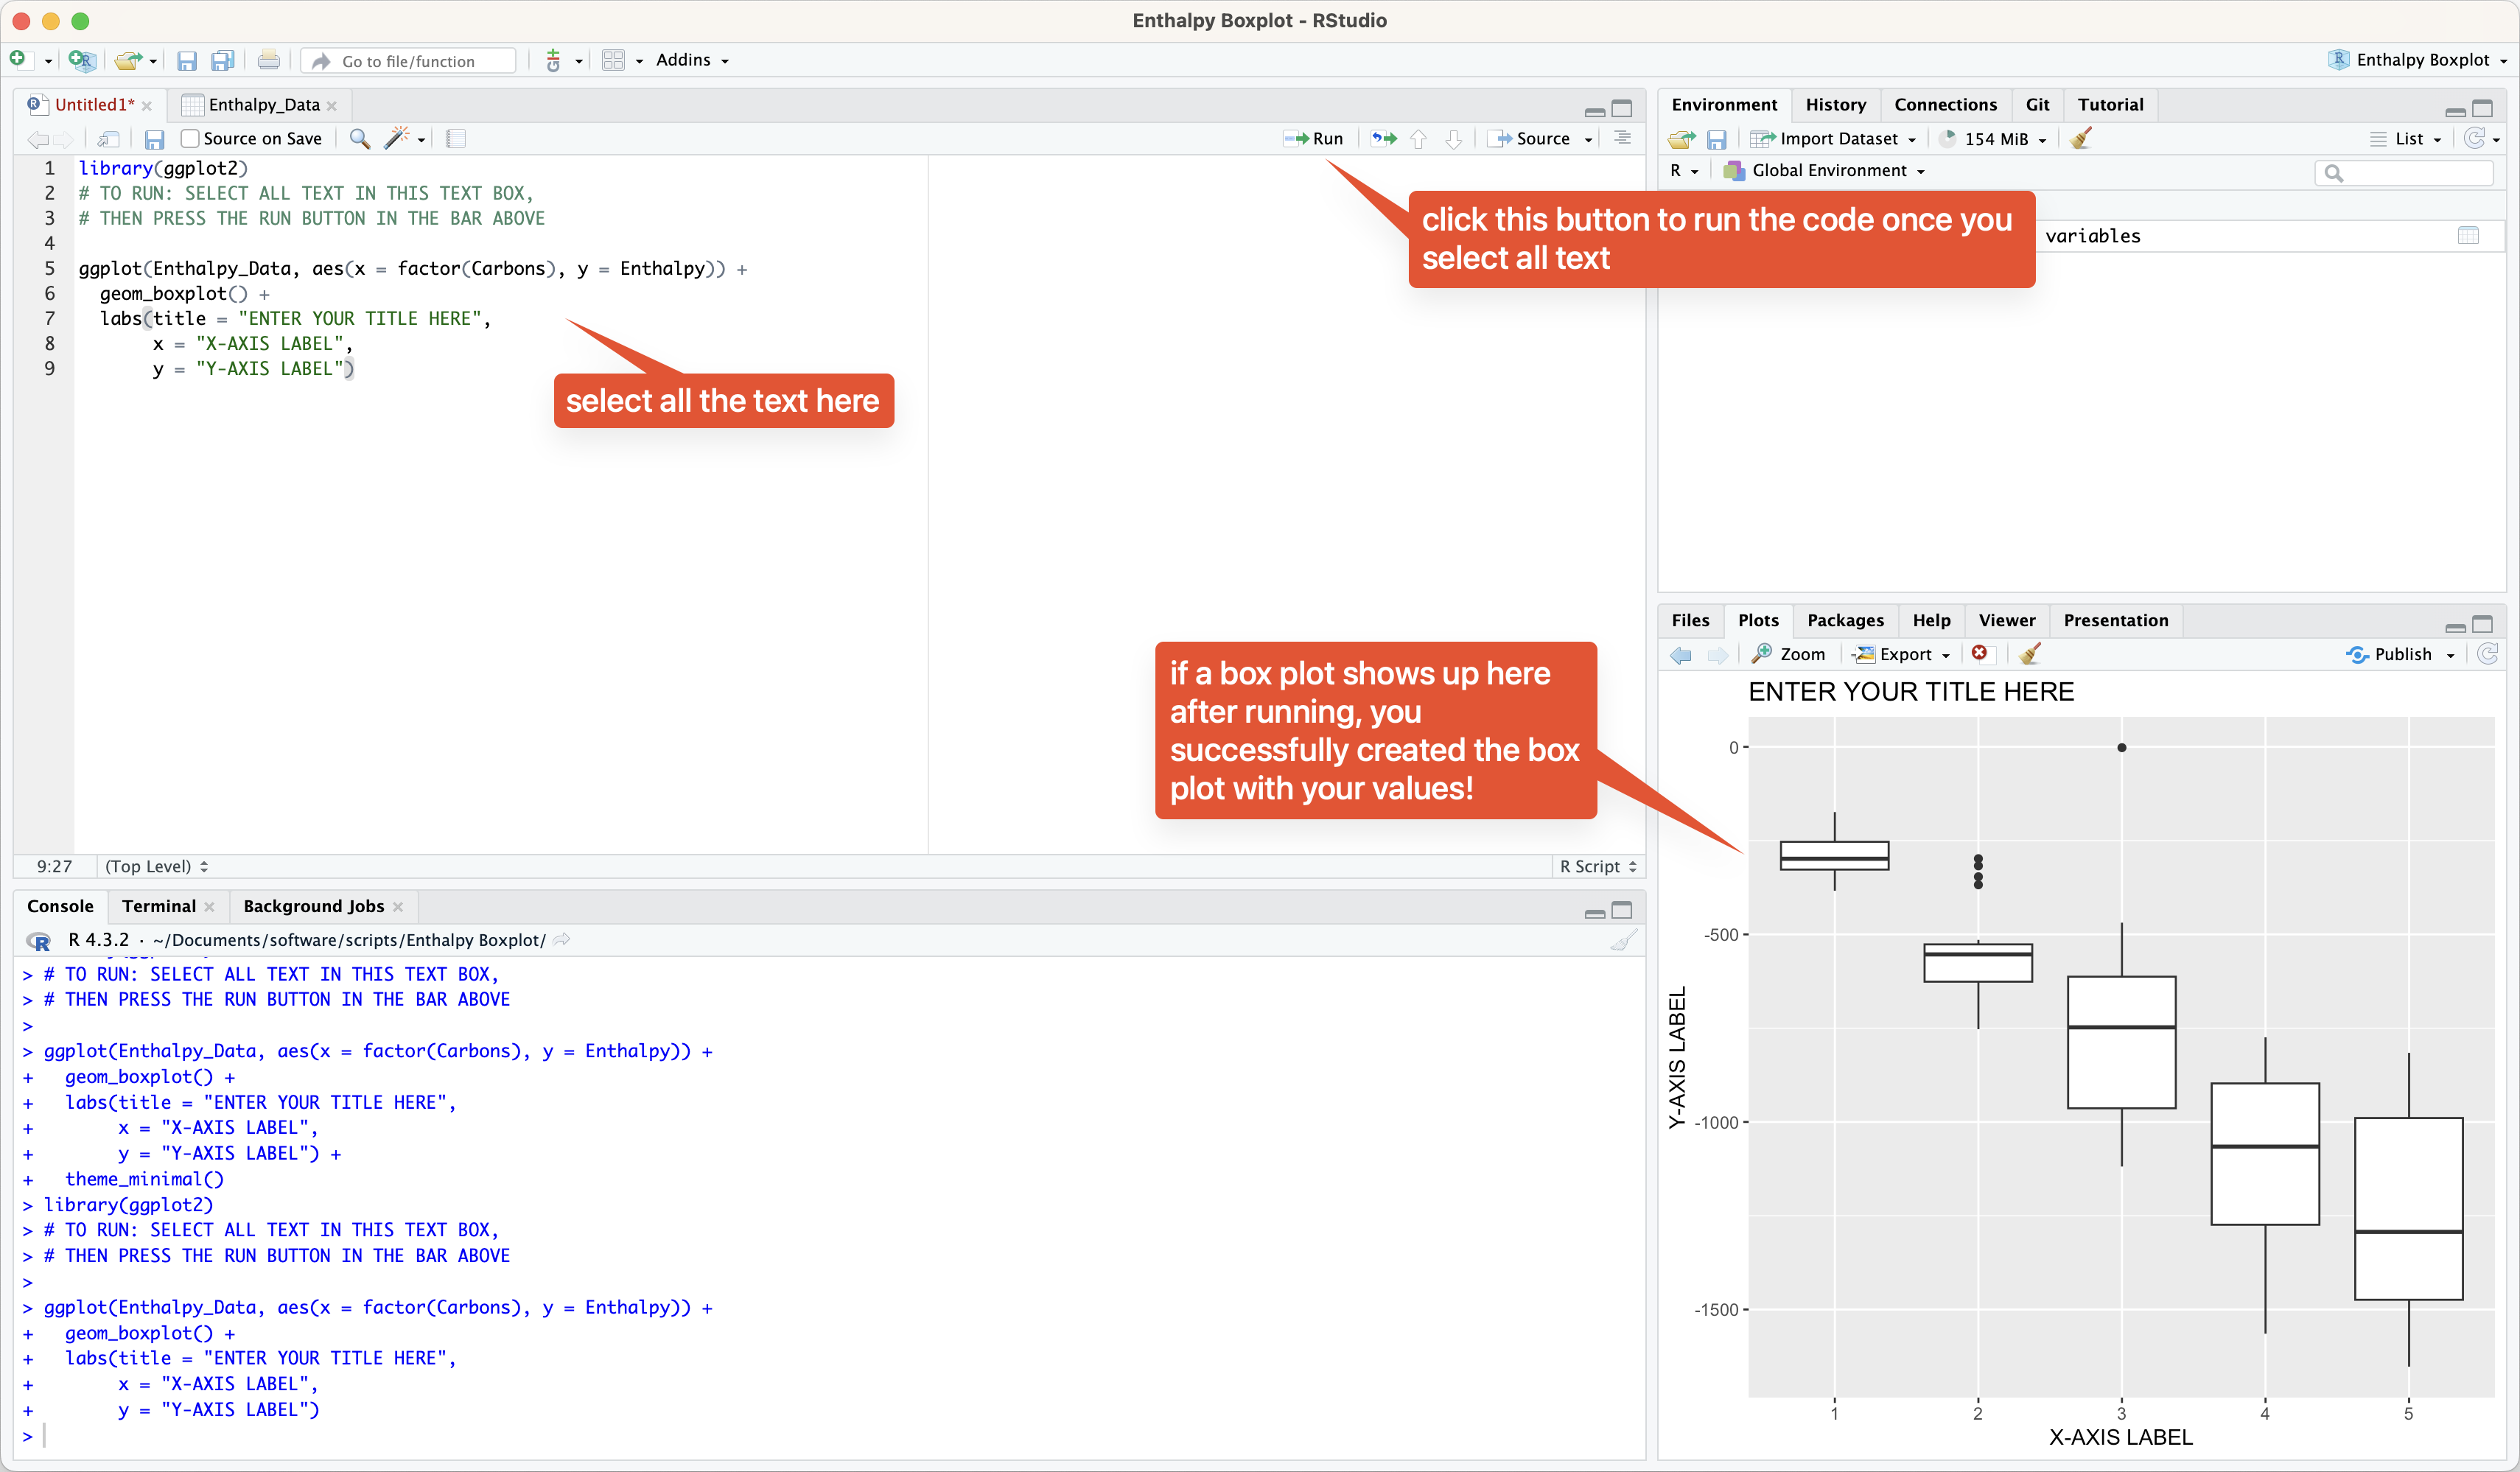 Enthalpy Boxplot - RStudio
Go to file/function
Git
Addins
Enthalpy Boxplot
Untitled1*
Enthalpy_Data
Source on Save
Run
Source
1 library(ggplot2)
2 # TO RUN: SELECT ALL TEXT IN THIS TEXT BOX,
3 # THEN PRESS THE RUN BUTTON IN THE BAR ABOVE
4
5 ggplot(Enthalpy_Data, aes(x = factor(Carbons), y = Enthalpy)) +
6 geom_boxplot() +
7 labs(title = "ENTER YOUR TITLE HERE",
8 x = "X-AXIS LABEL",
9 y = "Y-AXIS LABEL")
select all the text here
click this button to run the code once you
select all text
9:27 (Top Level)
R Script
Environment History Connections Git Tutorial
Import Dataset 154 MiB List
R Global Environment
variables
if a box plot shows up here
after running, you
successfully created the box
plot with your values!
Console Terminal Background Jobs
R 4.3.2 · ~/Documents/software/scripts/Enthalpy Boxplot/
> # TO RUN: SELECT ALL TEXT IN THIS TEXT BOX,
> # THEN PRESS THE RUN BUTTON IN THE BAR ABOVE
>
> ggplot(Enthalpy_Data, aes(x = factor(Carbons), y = Enthalpy)) +
+ geom_boxplot() +
+ labs(title = "ENTER YOUR TITLE HERE",
+ x = "X-AXIS LABEL",
+ y = "Y-AXIS LABEL") +
+ theme_minimal()
> library(ggplot2)
> # TO RUN: SELECT ALL TEXT IN THIS TEXT BOX,
> # THEN PRESS THE RUN BUTTON IN THE BAR ABOVE
>
> ggplot(Enthalpy_Data, aes(x = factor(Carbons), y = Enthalpy)) +
+ geom_boxplot() +
+ labs(title = "ENTER YOUR TITLE HERE",
+ x = "X-AXIS LABEL",
+ y = "Y-AXIS LABEL")
>
Files Plots Packages Help Viewer Presentation
Zoom Export Publish
ENTER YOUR TITLE HERE
0
-500
-1000
-1500
Y-AXIS LABEL
1 2 3 4 5
X-AXIS LABEL